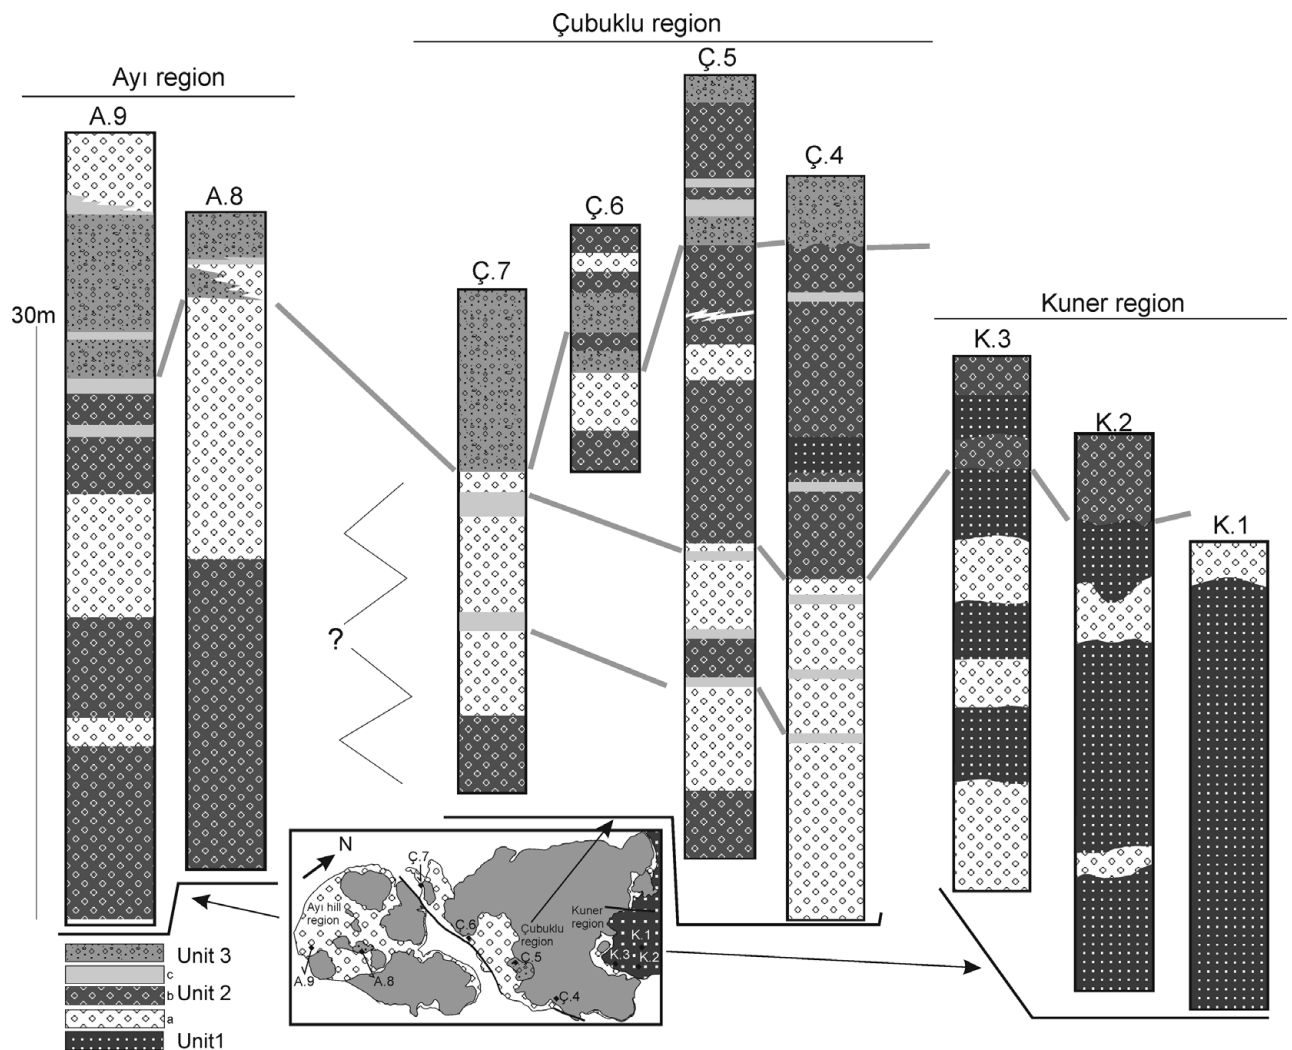 Çubuklu region
Ayı region
Ç.5
A.9
Ç.4
A.8
Ç.6
Ç.7
30m
Kuner region
K.3
K.2
K.1
?
N
Ç.7
Ayı hill
region
Ç.6
Çubuklu
region
Kuner
region
K.1
K.3 K.2
Ç.5
A.9
A.8
Ç.4
Unit 3
c
b Unit 2
a
Unit1